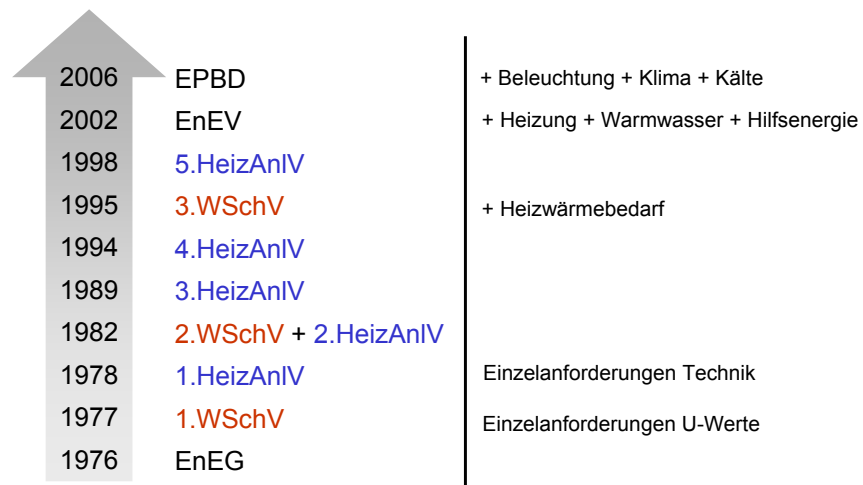 2006 EPBD + Beleuchtung + Klima + Kälte
2002 EnEV + Heizung + Warmwasser + Hilfsenergie
1998 5.HeizAnlV
1995 3.WSchV + Heizwärmebedarf
1994 4.HeizAnlV
1989 3.HeizAnlV
1982 2.WSchV + 2.HeizAnlV
1978 1.HeizAnlV Einzelanforderungen Technik
1977 1.WSchV Einzelanforderungen U-Werte
1976 EnEG